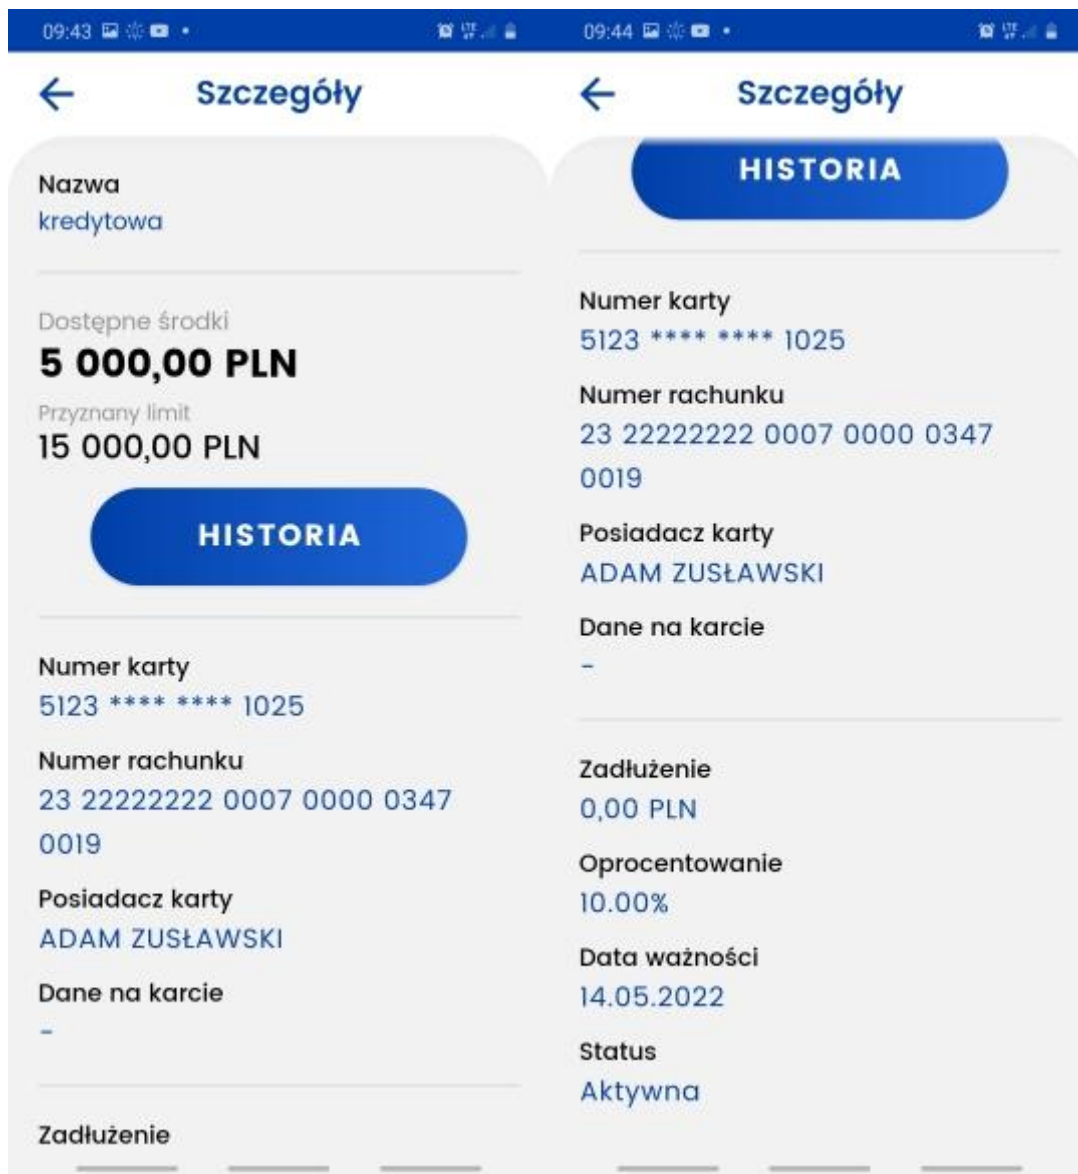 09:43
Szczegóły
Nazwa
kredytowa
Dostępne środki
5 000,00 PLN
Przyznany limit
15 000,00 PLN
HISTORIA
Numer karty
5123 **** **** 1025
Numer rachunku
23 22222222 0007 0000 0347
0019
Posiadacz karty
ADAM ZUSŁAWSKI
Dane na karcie
-
Zadłużenie
09:44
Szczegóły
HISTORIA
Numer karty
5123 **** **** 1025
Numer rachunku
23 22222222 0007 0000 0347
0019
Posiadacz karty
ADAM ZUSŁAWSKI
Dane na karcie
-
Zadłużenie
0,00 PLN
Oprocentowanie
10.00%
Data ważności
14.05.2022
Status
Aktywna